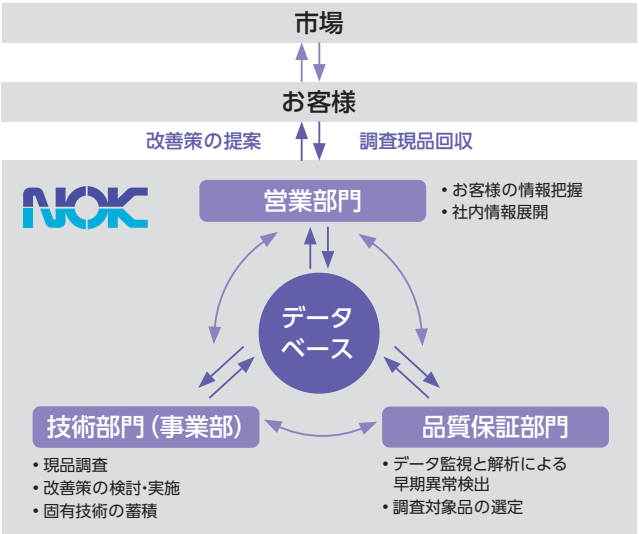 市場
お客様
改善策の提案
調査現品回収
NOK
営業部門
•お客様の情報把握
•社内情報展開
データ
ベース
技術部門（事業部）
•現品調査
•改善策の検討・実施
•固有技術の蓄積
品質保証部門
•データ監視と解析による
早期異常検出
•調査対象品の選定